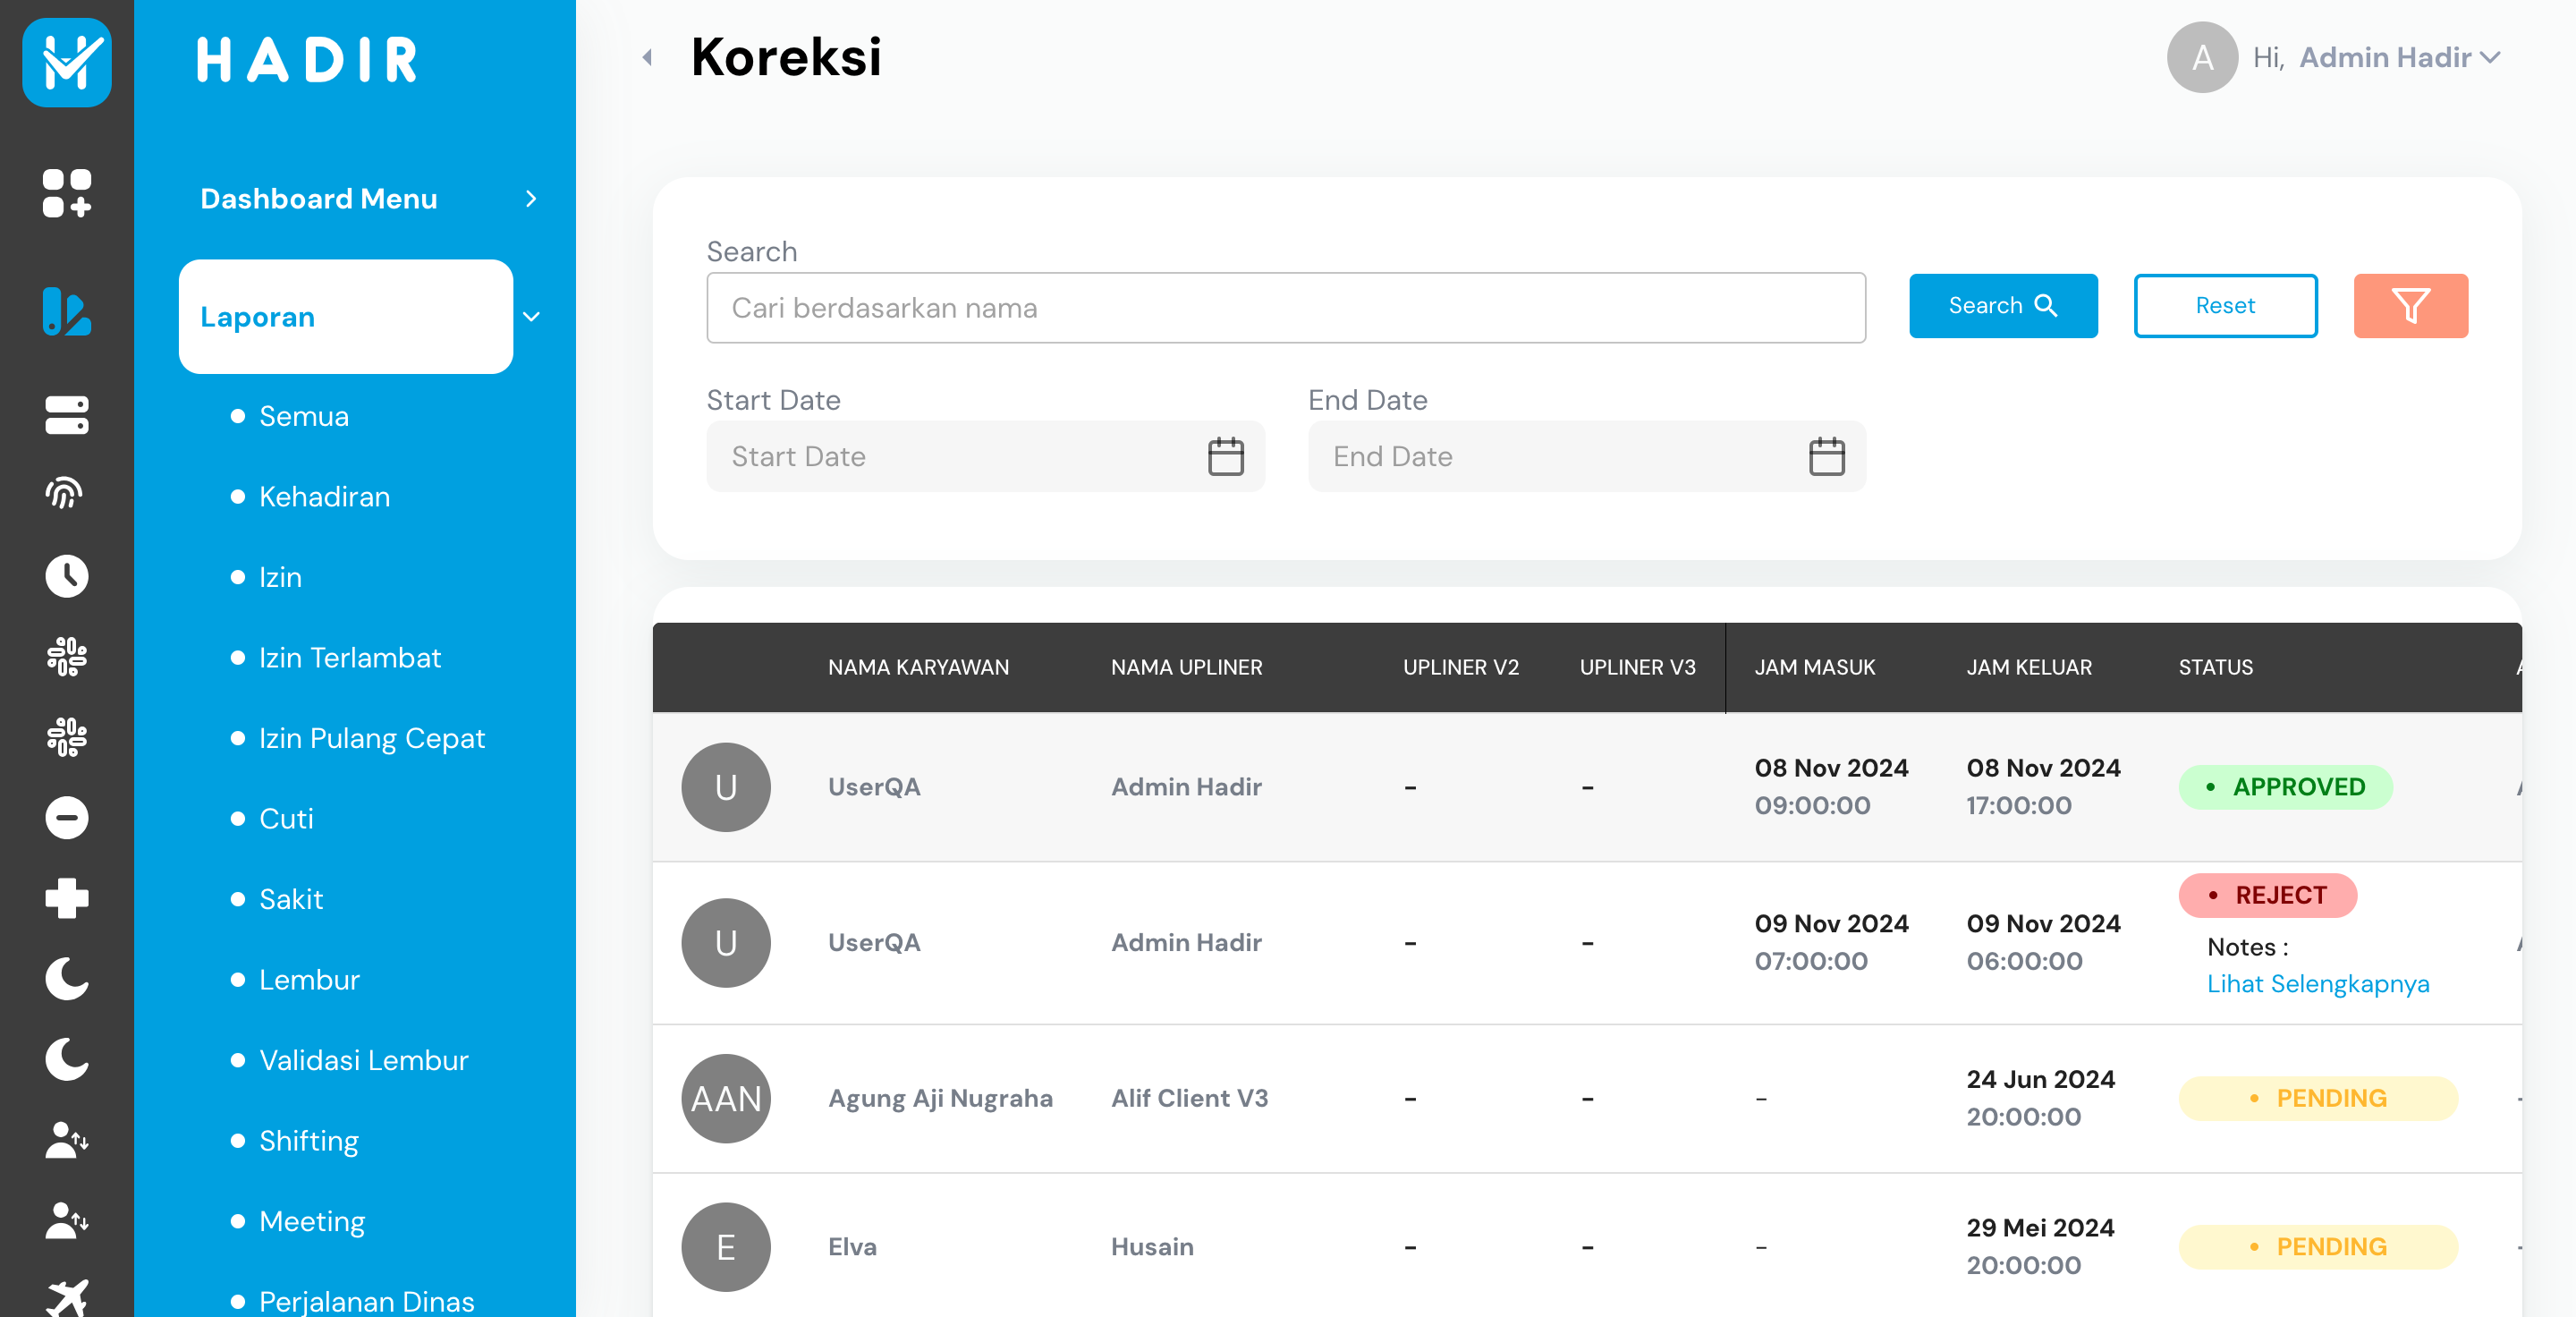 HADIR
Koreksi
A
Hi, Admin Hadir
Dashboard Menu
Laporan
Semua
Kehadiran
Izin
Izin Terlambat
Izin Pulang Cepat
Cuti
Sakit
Lembur
Validasi Lembur
Shifting
Meeting
Perjalanan Dinas
Search
Cari berdasarkan nama
Search
Reset
Start Date
End Date
Start Date
End Date
NAMA KARYAWAN NAMA UPLINER UPLINER V2 UPLINER V3 JAM MASUK JAM KELUAR STATUS
U UserQA Admin Hadir - - 08 Nov 2024 08 Nov 2024 • APPROVED
09:00:00 17:00:00
• REJECT
U UserQA Admin Hadir - - 09 Nov 2024 09 Nov 2024
07:00:00 06:00:00
Notes :
Lihat Selengkapnya
AAN Agung Aji Nugraha Alif Client V3 - - - 24 Jun 2024 • PENDING
20:00:00
E Elva Husain - - - 29 Mei 2024 • PENDING
20:00:00